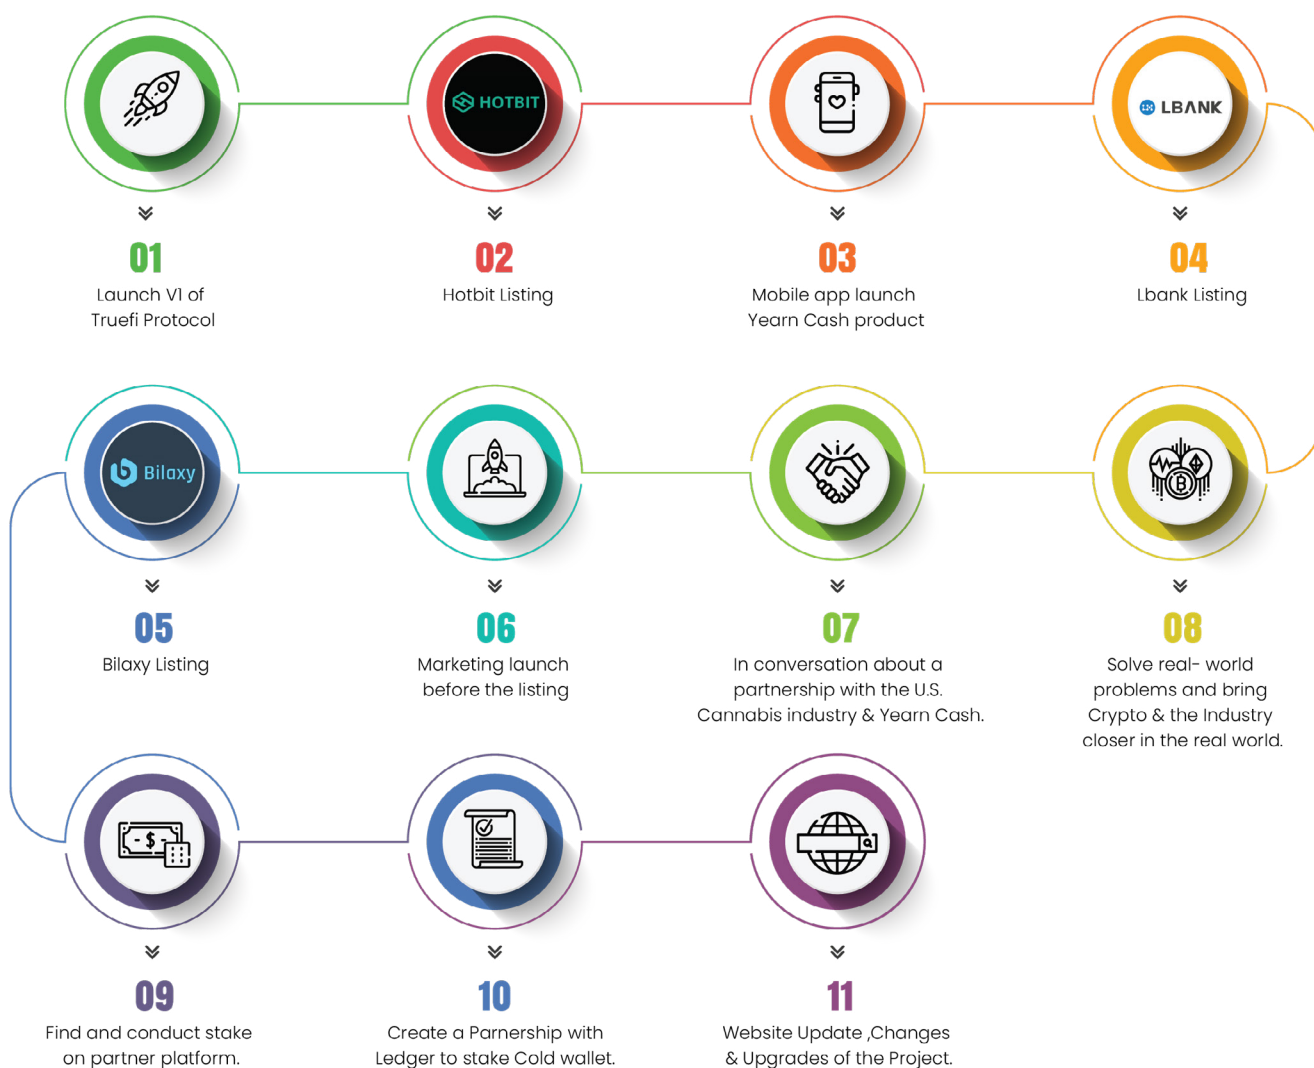 HOTBIT
LBANK
01
Launch V1 of
Truefi Protocol
02
Hotbit Listing
03
Mobile app launch
Yearn Cash product
04
Lbank Listing
Bilaxy
B
05
Bilaxy Listing
06
Marketing launch
before the listing
07
In conversation about a
partnership with the U.S.
Cannabis industry & Yearn Cash.
08
Solve real- world
problems and bring
Crypto & the Industry
closer in the real world.
$
09
Find and conduct stake
on partner platform.
10
Create a Parnership with
Ledger to stake Cold wallet.
11
Website Update ,Changes
& Upgrades of the Project.